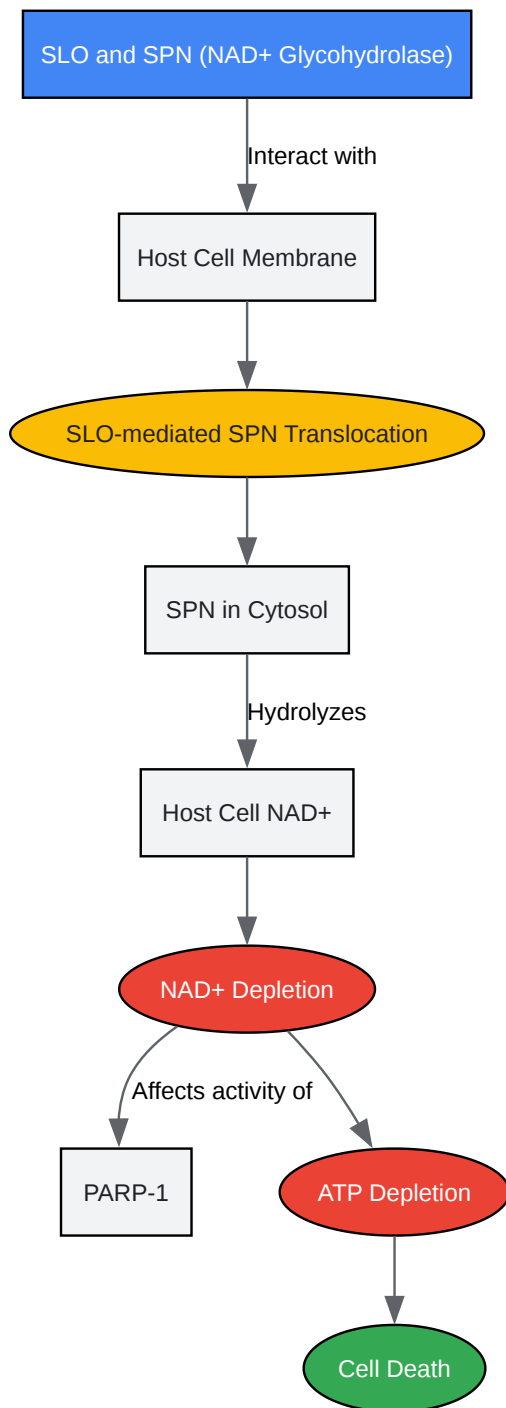 SLO and SPN (NAD+ Glycohydrolase)
Interact with
Host Cell Membrane
SLO-mediated SPN Translocation
SPN in Cytosol
Hydrolyzes
Host Cell NAD+
NAD+ Depletion
Affects activity of
PARP-1
ATP Depletion
Cell Death